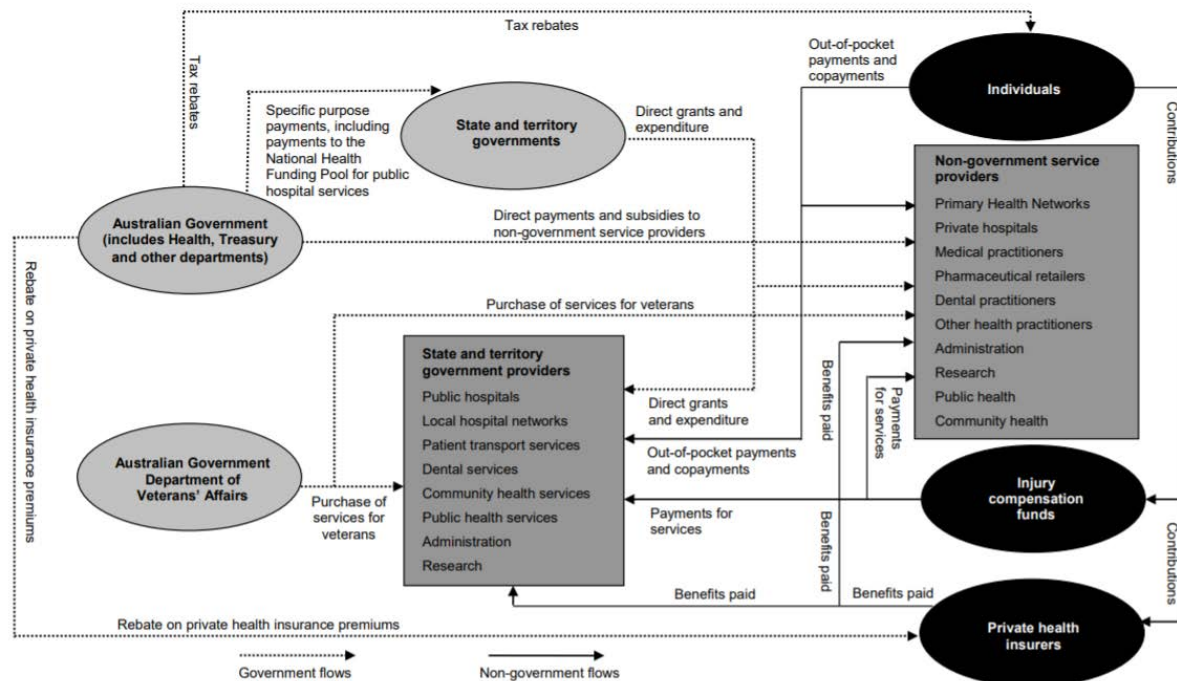 Tax rebates
Tax rebates
Out-of-pocket
payments and
copayments
Individuals
Contributions
Specific purpose
payments, including
payments to the
National Health
Funding Pool for public
hospital services
State and territory
governments
Direct grants and
expenditure
Non-government service
providers
Primary Health Networks
Private hospitals
Medical practitioners
Pharmaceutical retailers
Dental practitioners
Other health practitioners
Administration
Research
Public health
Community health
Australian Government
(includes Health, Treasury
and other departments)
Direct payments and subsidies to
non-government service providers
Rebate on private health insurance premiums
Purchase of services for veterans
State and territory
government providers
Public hospitals
Local hospital networks
Patient transport services
Dental services
Community health services
Public health services
Administration
Research
Benefits paid
Payments
for services
Direct grants
and expenditure
Out-of-pocket payments
and copayments
Australian Government
Department of
Veterans' Affairs
Purchase of
services for
veterans
Payments for
services
Benefits paid
Injury
compensation
funds
Contributions
Benefits paid
Benefits paid
Private health
insurers
Rebate on private health insurance premiums
Government flows
Non-government flows